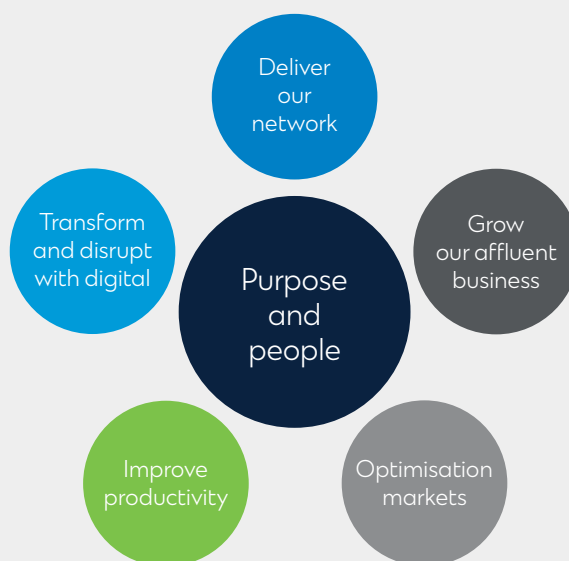 Deliver
our
network
Transform
and disrupt
with digital
Grow
our affluent
business
Purpose
and
people
Improve
productivity
Optimisation
markets